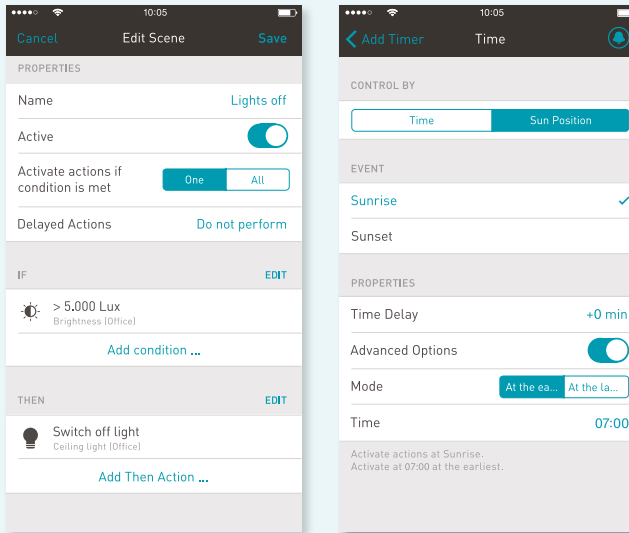 10:05
Cancel Edit Scene Save
PROPERTIES
Name Lights off
Active
Activate actions if
condition is met
One All
Delayed Actions Do not perform
IF EDIT
> 5.000 Lux
Brightness (Office)
Add condition ...
THEN EDIT
Switch off light
Ceiling light (Office)
Add Then Action ...
10:05
Add Timer Time
CONTROL BY
Time Sun Position
EVENT
Sunrise
Sunset
PROPERTIES
Time Delay +0 min
Advanced Options
Mode At the ea... At the la...
Time 07:00
Activate actions at Sunrise.
Activate at 07:00 at the earliest.